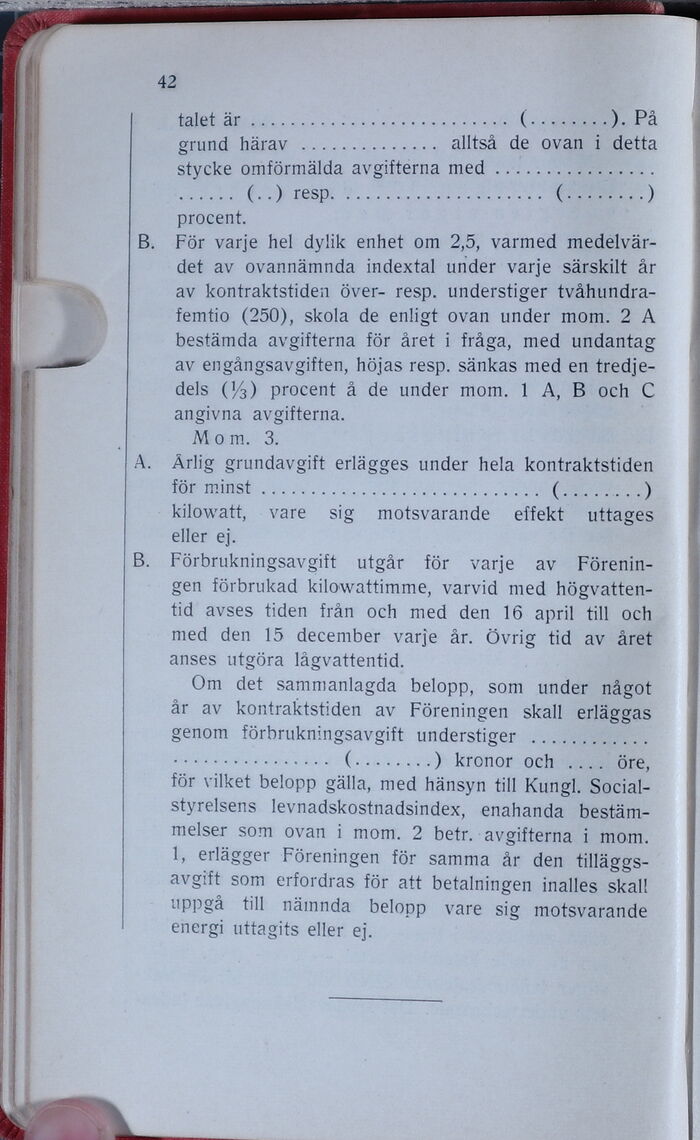 42
talet är .......................... (........). På
grund härav .............. alltså de ovan i detta
stycke omförmälda avgifterna med ................
...... (..) resp. .................... (........)
procent.
B. För varje hel dylik enhet om 2,5, varmed medelvär-
det av ovannämnda indextal under varje särskilt år
av kontraktstiden över- resp. understiger tvåhundra-
femtio (250), skola de enligt ovan under mom. 2 A
bestämda avgifterna för året i fråga, med undantag
av engångsavgiften, höjas resp. sänkas med en tredje-
dels (⅓) procent å de under mom. 1 A, B och C
angivna avgifterna.
Mom. 3.
A. Årlig grundavgift erlägges under hela kontraktstiden
för minst ............................ (........)
kilowatt, vare sig motsvarande effekt uttages
eller ej.
B. Förbrukningsavgift utgår för varje av Förenin-
gen förbrukad kilowattimme, varvid med högvatten-
tid avses tiden från och med den 16 april till och
med den 15 december varje år. Övrig tid av året
anses utgöra lågvattentid.
Om det sammanlagda belopp, som under något
år av kontraktstiden av Föreningen skall erläggas
genom förbrukningsavgift understiger ............
................ (........) kronor och .... öre,
för vilket belopp gälla, med hänsyn till Kungl. Social-
styrelsens levnadskostnadsindex, enahanda bestäm-
melser som ovan i mom. 2 betr. avgifterna i mom.
1, erlägger Föreningen för samma år den tilläggs-
avgift som erfordras för att betalningen inalles skall
uppgå till nämnda belopp vare sig motsvarande
energi uttagits eller ej.